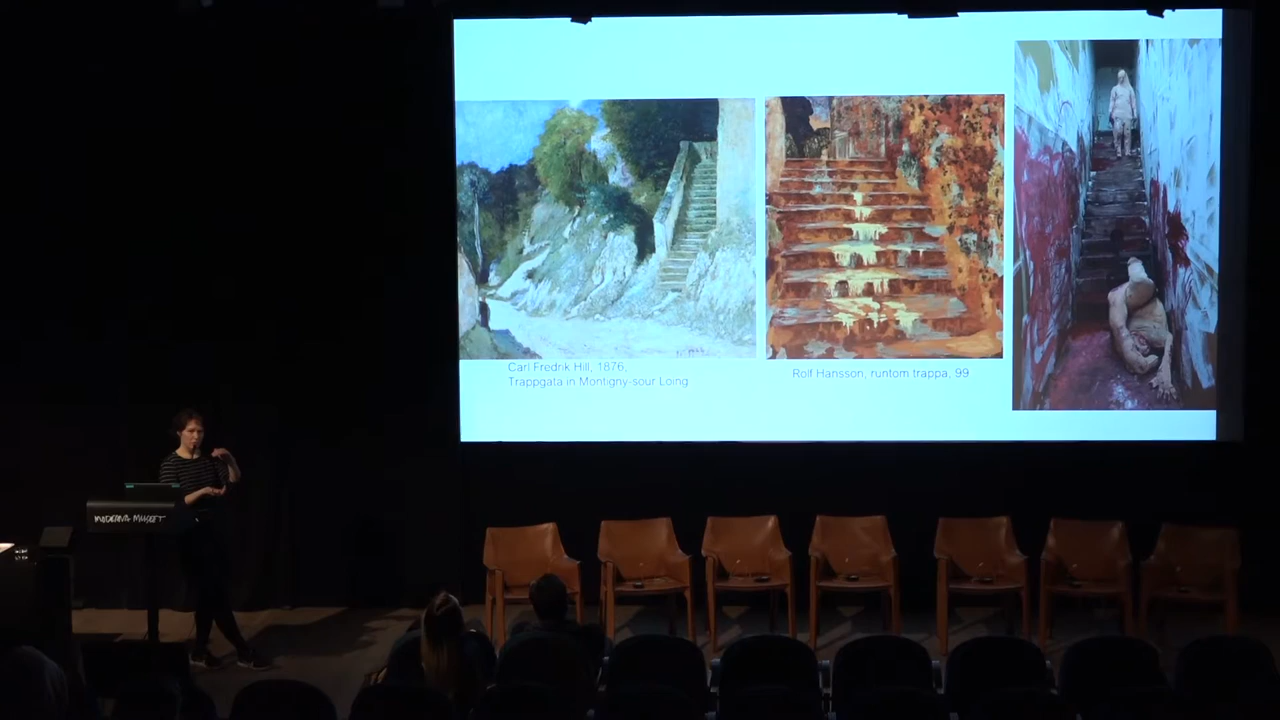 Carl Fredrik Hill, 1876,
Trappgata in Montigny-sour Loing
Rolf Hansson, runtom trappa, 99
MODERNA MUSEET